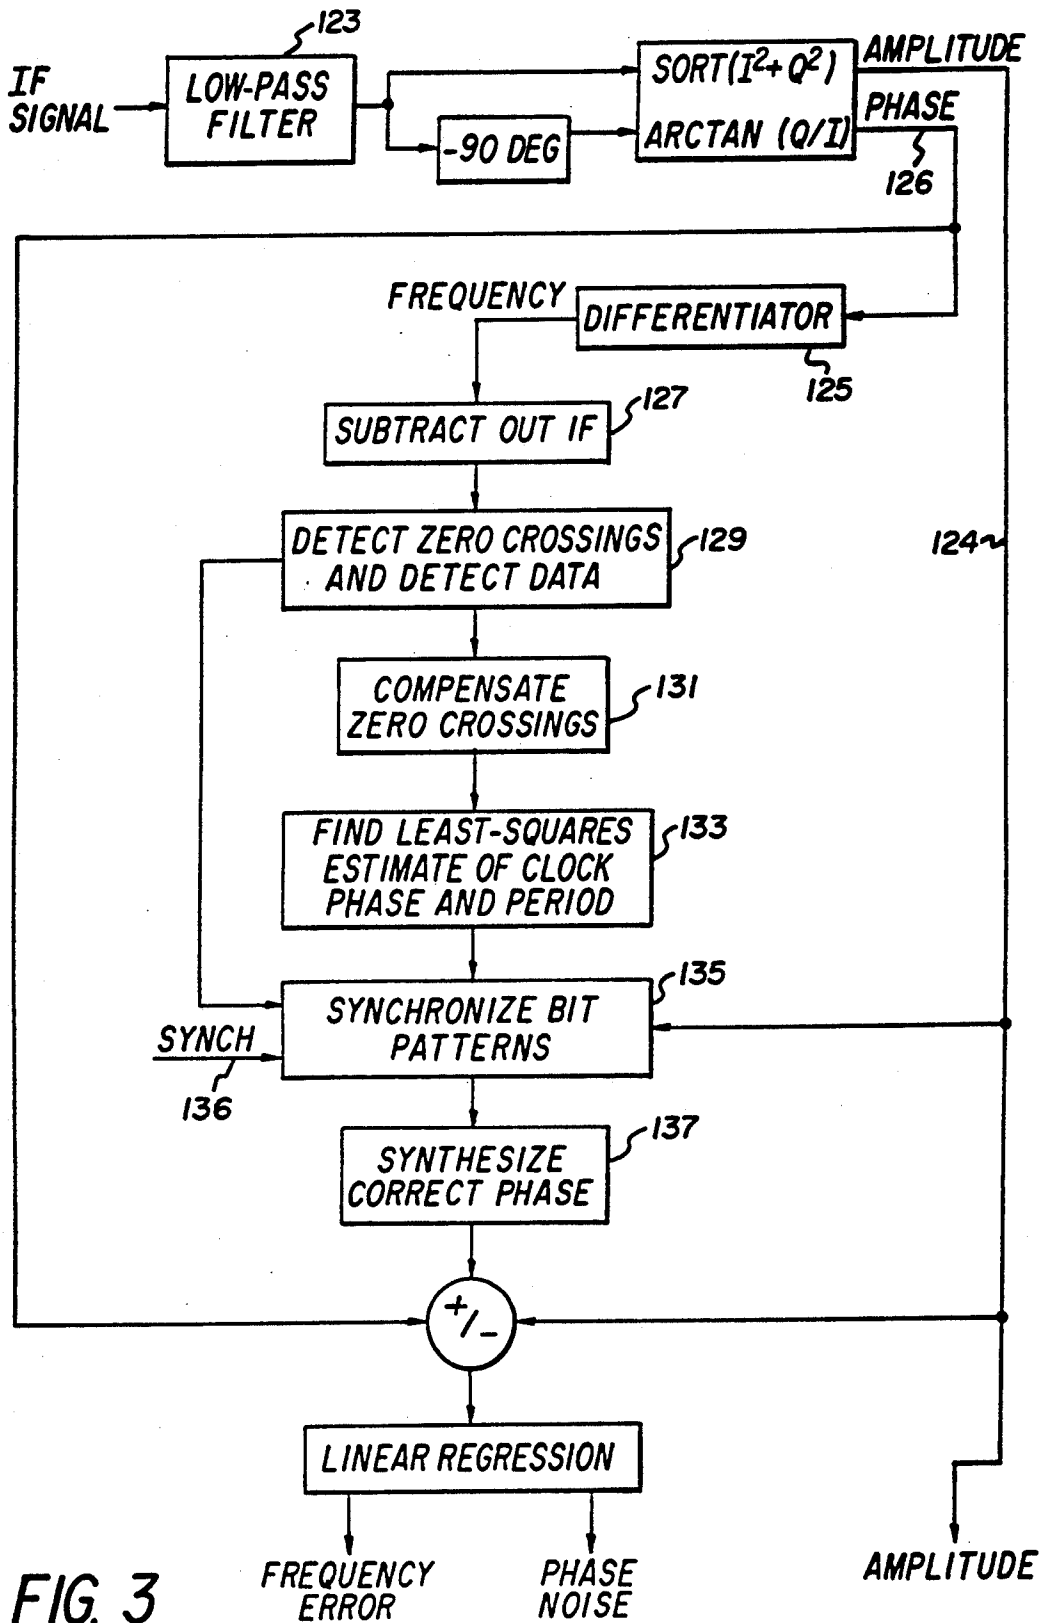 123
IF
SIGNAL
LOW-PASS
FILTER
-90 DEG
SORT(I²+Q²)
ARCTAN (Q/I)
AMPLITUDE
PHASE
126
FREQUENCY
DIFFERENTIATOR
125
SUBTRACT OUT IF
127
DETECT ZERO CROSSINGS
AND DETECT DATA
129
124
COMPENSATE
ZERO CROSSINGS
131
FIND LEAST-SQUARES
ESTIMATE OF CLOCK
PHASE AND PERIOD
133
SYNCHRONIZE BIT
PATTERNS
135
SYNCH
136
SYNTHESIZE
CORRECT PHASE
137
+/-
LINEAR REGRESSION
FREQUENCY
ERROR
PHASE
NOISE
AMPLITUDE
FIG. 3